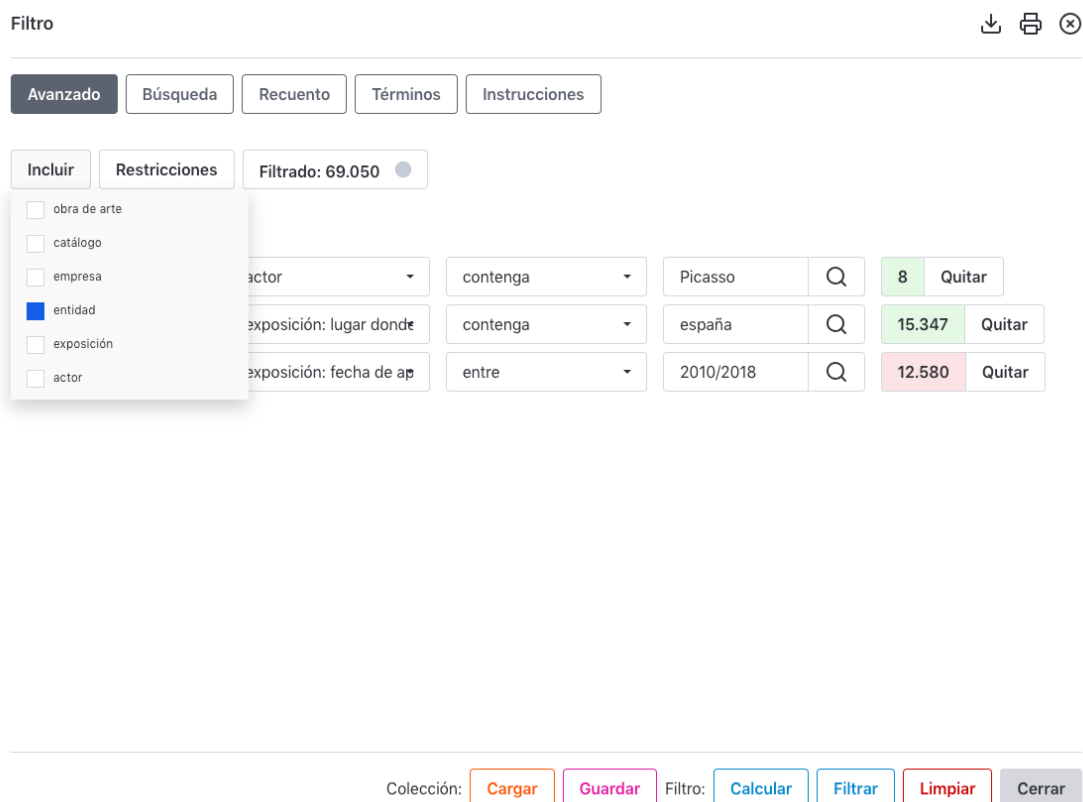 Filtro
Avanzado Búsqueda Recuento Términos Instrucciones
Incluir Restricciones Filtrado: 69.050
obra de arte
catálogo
empresa
entidad
exposición
actor
actor contenga Picasso 8 Quitar
exposición: lugar donde contenga españa 15.347 Quitar
exposición: fecha de ap entre 2010/2018 12.580 Quitar
Colección: Cargar Guardar Filtro: Calcular Filtrar Limpiar Cerrar